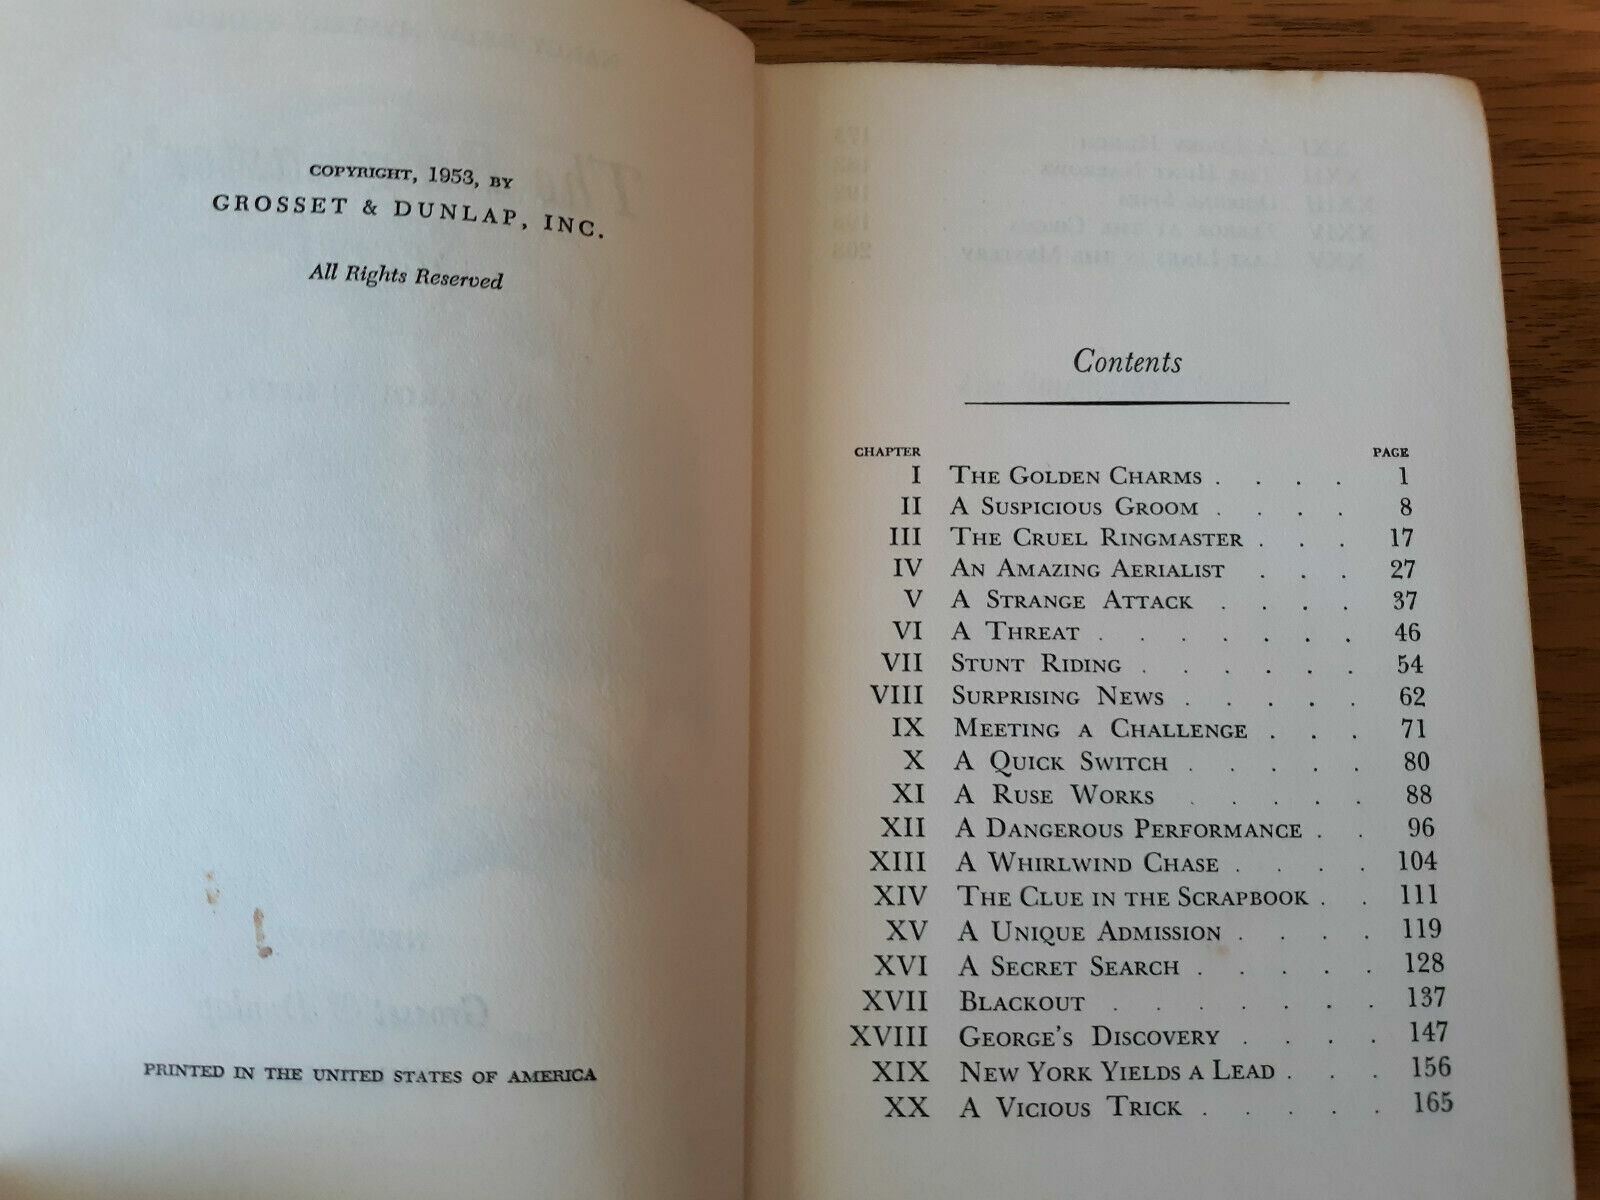 COPYRIGHT, 1953, BY
GROSSET & DUNLAP, INC.
All Rights Reserved
PRINTED IN THE UNITED STATES OF AMERICA
Contents
CHAPTER PAGE
I THE GOLDEN CHARMS . . . . 1
II A SUSPICIOUS GROOM . . . . 8
III THE CRUEL RINGMASTER . . . 17
IV AN AMAZING AERIALIST . . . 27
V A STRANGE ATTACK . . . . 37
VI A THREAT . . . . . . . 46
VII STUNT RIDING . . . . . . 54
VIII SURPRISING NEWS . . . . . 62
IX MEETING A CHALLENGE . . . 71
X A QUICK SWITCH . . . . . 80
XI A RUSE WORKS . . . . . 88
XII A DANGEROUS PERFORMANCE . . 96
XIII A WHIRLWIND CHASE . . . . 104
XIV THE CLUE IN THE SCRAPBOOK . . 111
XV A UNIQUE ADMISSION . . . . 119
XVI A SECRET SEARCH . . . . . 128
XVII BLACKOUT . . . . . . . 137
XVIII GEORGE'S DISCOVERY . . . . 147
XIX NEW YORK YIELDS A LEAD . . . 156
XX A VICIOUS TRICK . . . . . 165